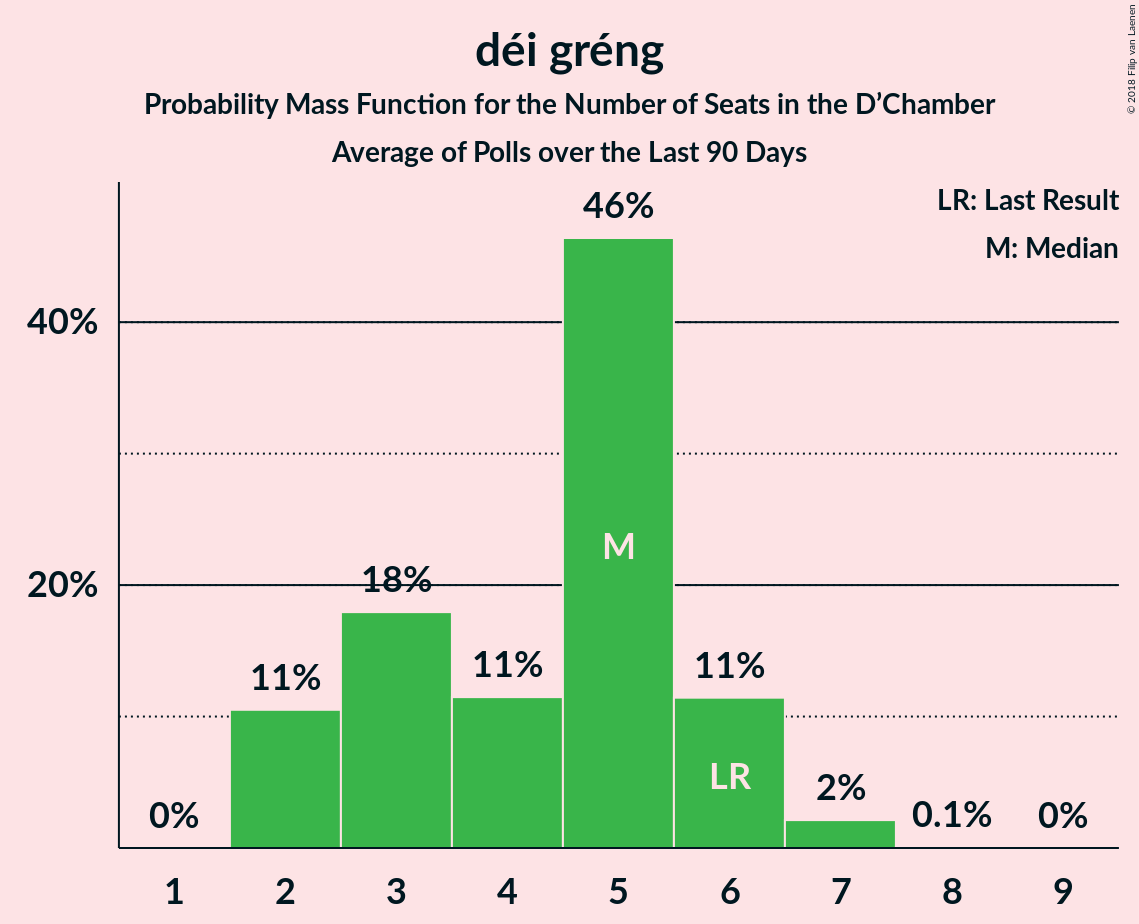 déi gréng
Probability Mass Function for the Number of Seats in the D’Chamber
Average of Polls over the Last 90 Days
© 2018 Filip van Laenen
LR: Last Result
M: Median
46%
40%
M
20%
18%
11%
11%
11%
LR
2%
0%
0.1%
0%
1 2 3 4 5 6 7 8 9